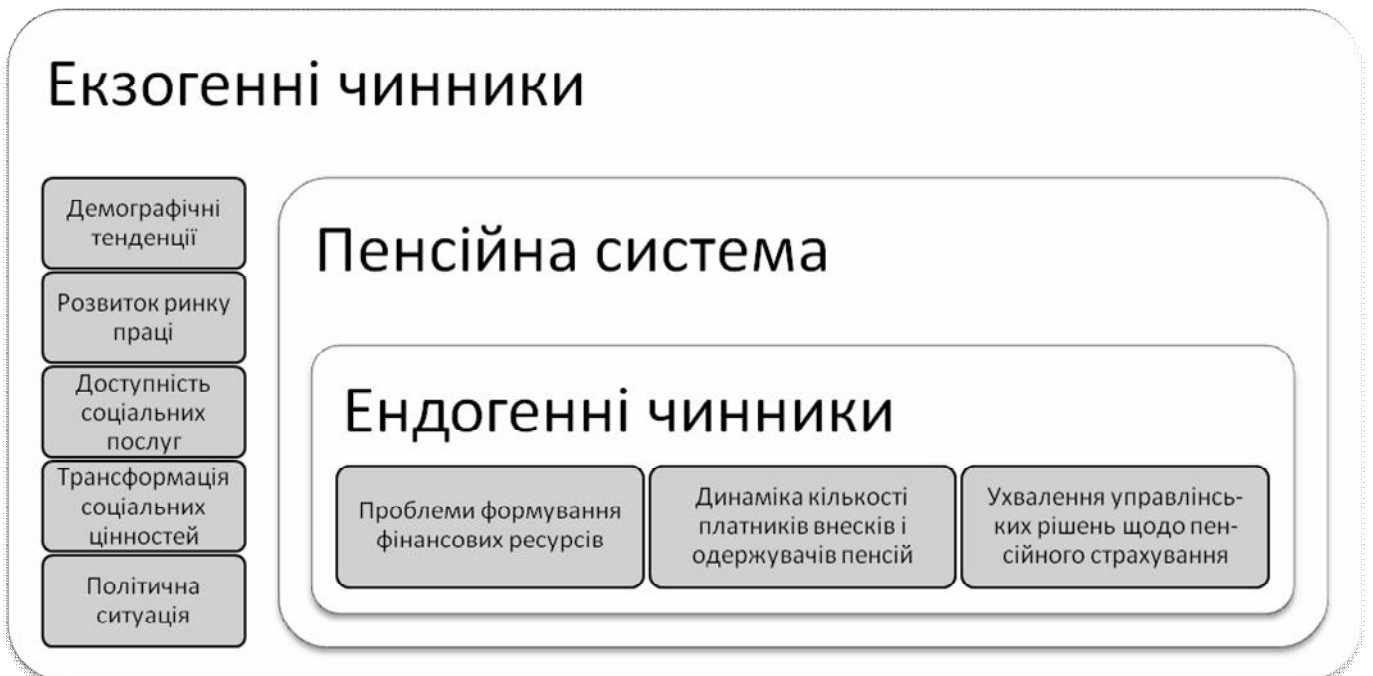 Екзогенні чинники
Демографічні
тенденції
Розвиток ринку
праці
Доступність
соціальних
послуг
Трансформація
соціальних
цінностей
Політична
ситуація
Пенсійна система
Ендогенні чинники
Проблеми формування
фінансових ресурсів
Динаміка кількості
платників внесків і
одержувачів пенсій
Ухвалення управлінсь-
ких рішень щодо пен-
сійного страхування